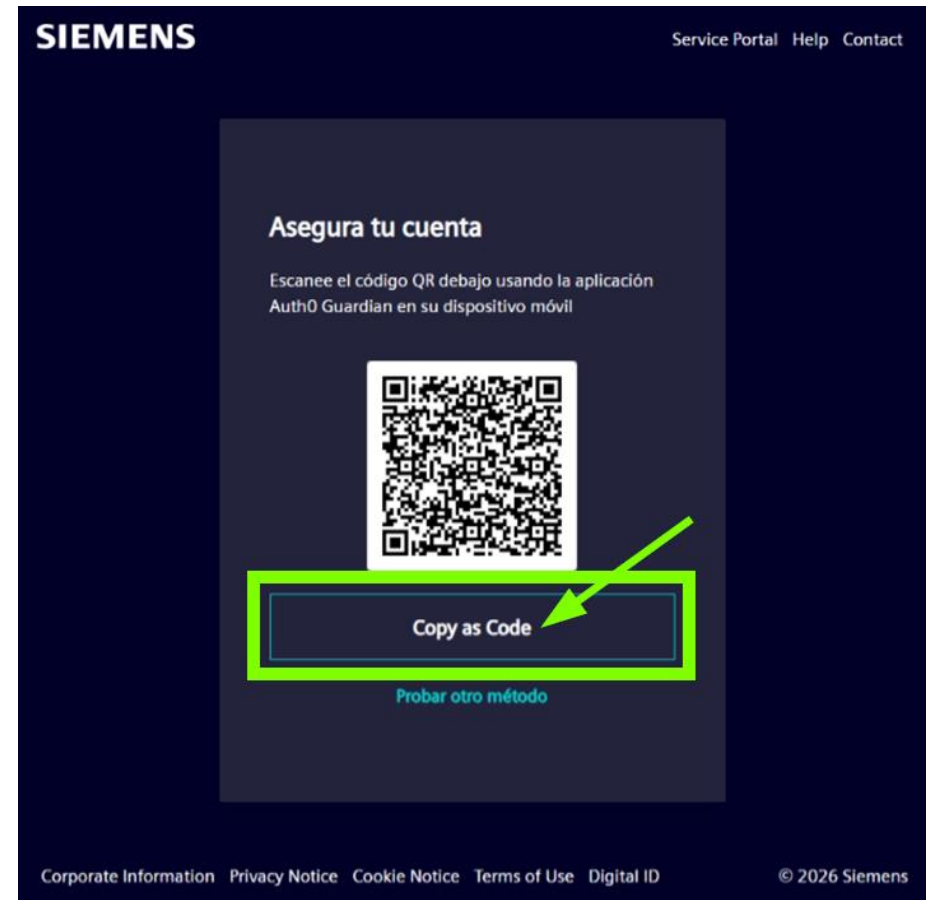 SIEMENS
Service Portal Help Contact
Asegura tu cuenta
Escanee el código QR debajo usando la aplicación
Auth0 Guardian en su dispositivo móvil
Copy as Code
Probar otro método
Corporate Information Privacy Notice Cookie Notice Terms of Use Digital ID © 2026 Siemens